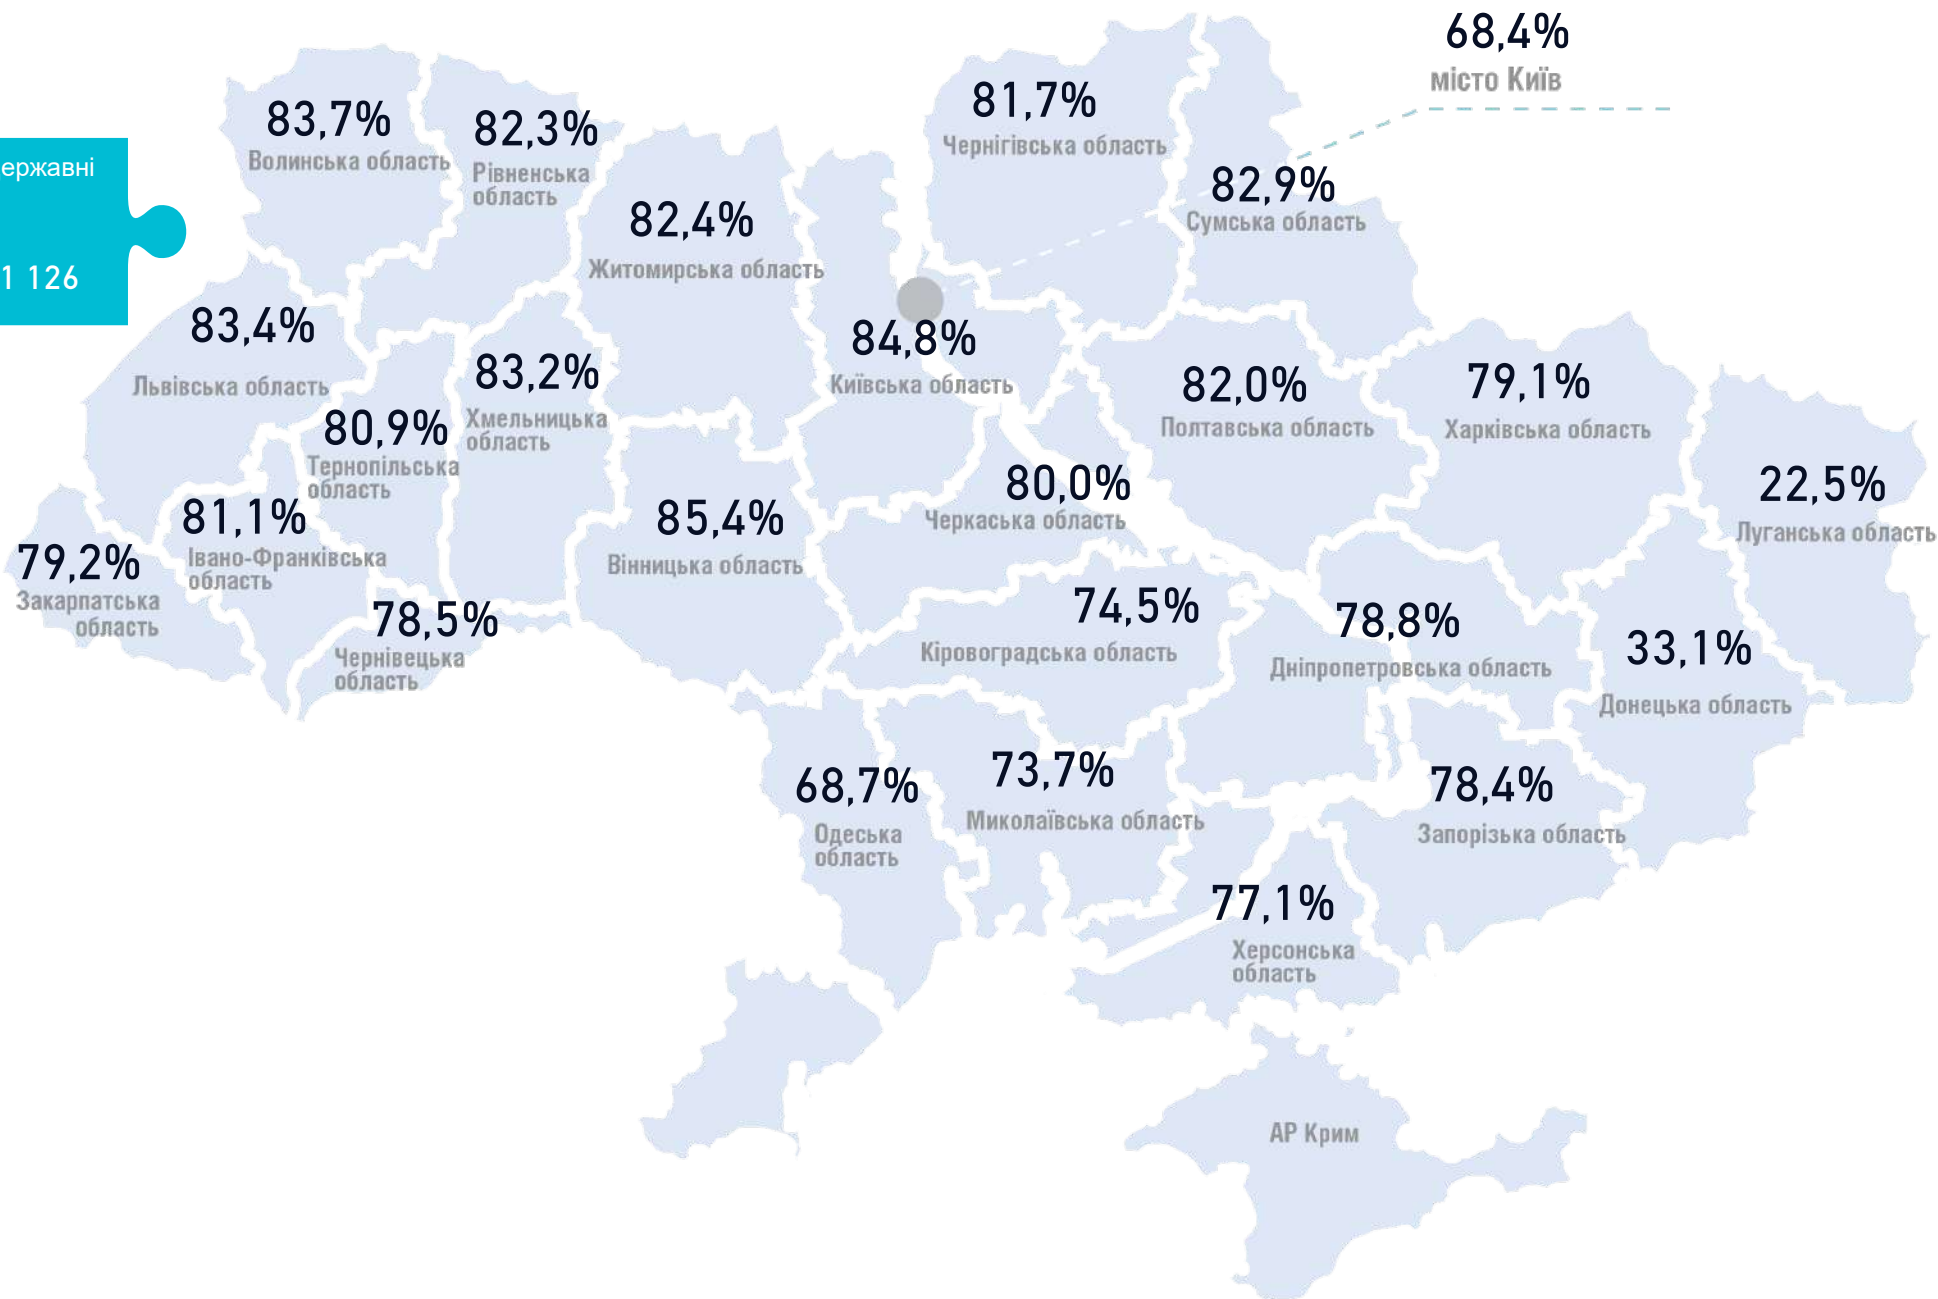 68,4%
місто Київ
81,7%
Чернігівська область
83,7%
Волинська область
82,3%
Рівненська
область
82,9%
Сумська область
82,4%
Житомирська область
1 126
83,4%
Львівська область
84,8%
Київська область
83,2%
Хмельницька
область
82,0%
Полтавська область
79,1%
Харківська область
80,9%
Тернопільська
область
80,0%
Черкаська область
22,5%
Луганська область
81,1%
Івано-Франківська
область
85,4%
Вінницька область
79,2%
Закарпатська
область
78,5%
Чернівецька
область
74,5%
Кіровоградська область
78,8%
Дніпропетровська область
33,1%
Донецька область
68,7%
Одеська
область
73,7%
Миколаївська область
78,4%
Запорізька область
77,1%
Херсонська
область
АР Крим